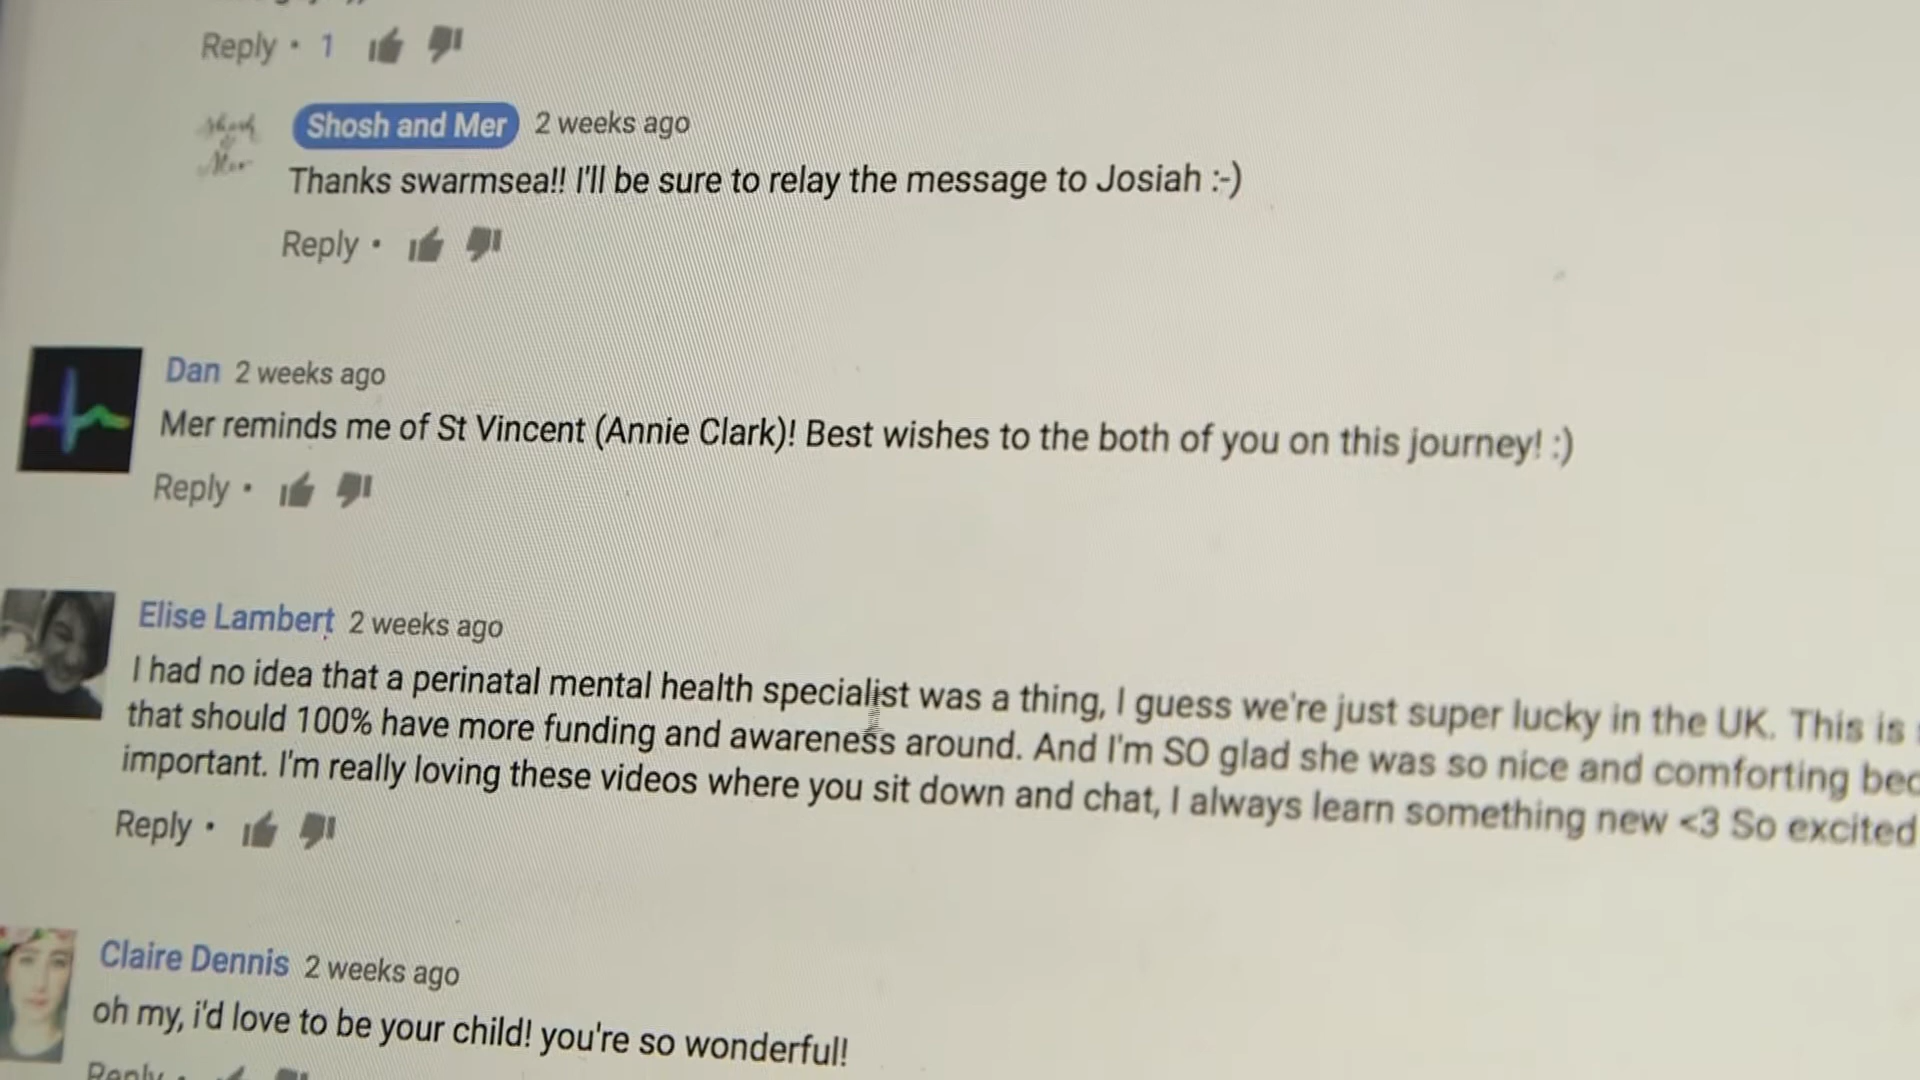 Reply • 1
Shosh and Mer 2 weeks ago
Thanks swarmsea!! I'll be sure to relay the message to Josiah :-)
Reply •
Dan 2 weeks ago
Mer reminds me of St Vincent (Annie Clark)! Best wishes to the both of you on this journey! :)
Reply •
Elise Lambert 2 weeks ago
I had no idea that a perinatal mental health specialist was a thing, I guess we're just super lucky in the UK. This is
that should 100% have more funding and awareness around. And I'm SO glad she was so nice and comforting
important. I'm really loving these videos where you sit down and chat, I always learn something new <3 So excited
Reply •
Claire Dennis 2 weeks ago
oh my, i'd love to be your child! you're so wonderful!
Reply •